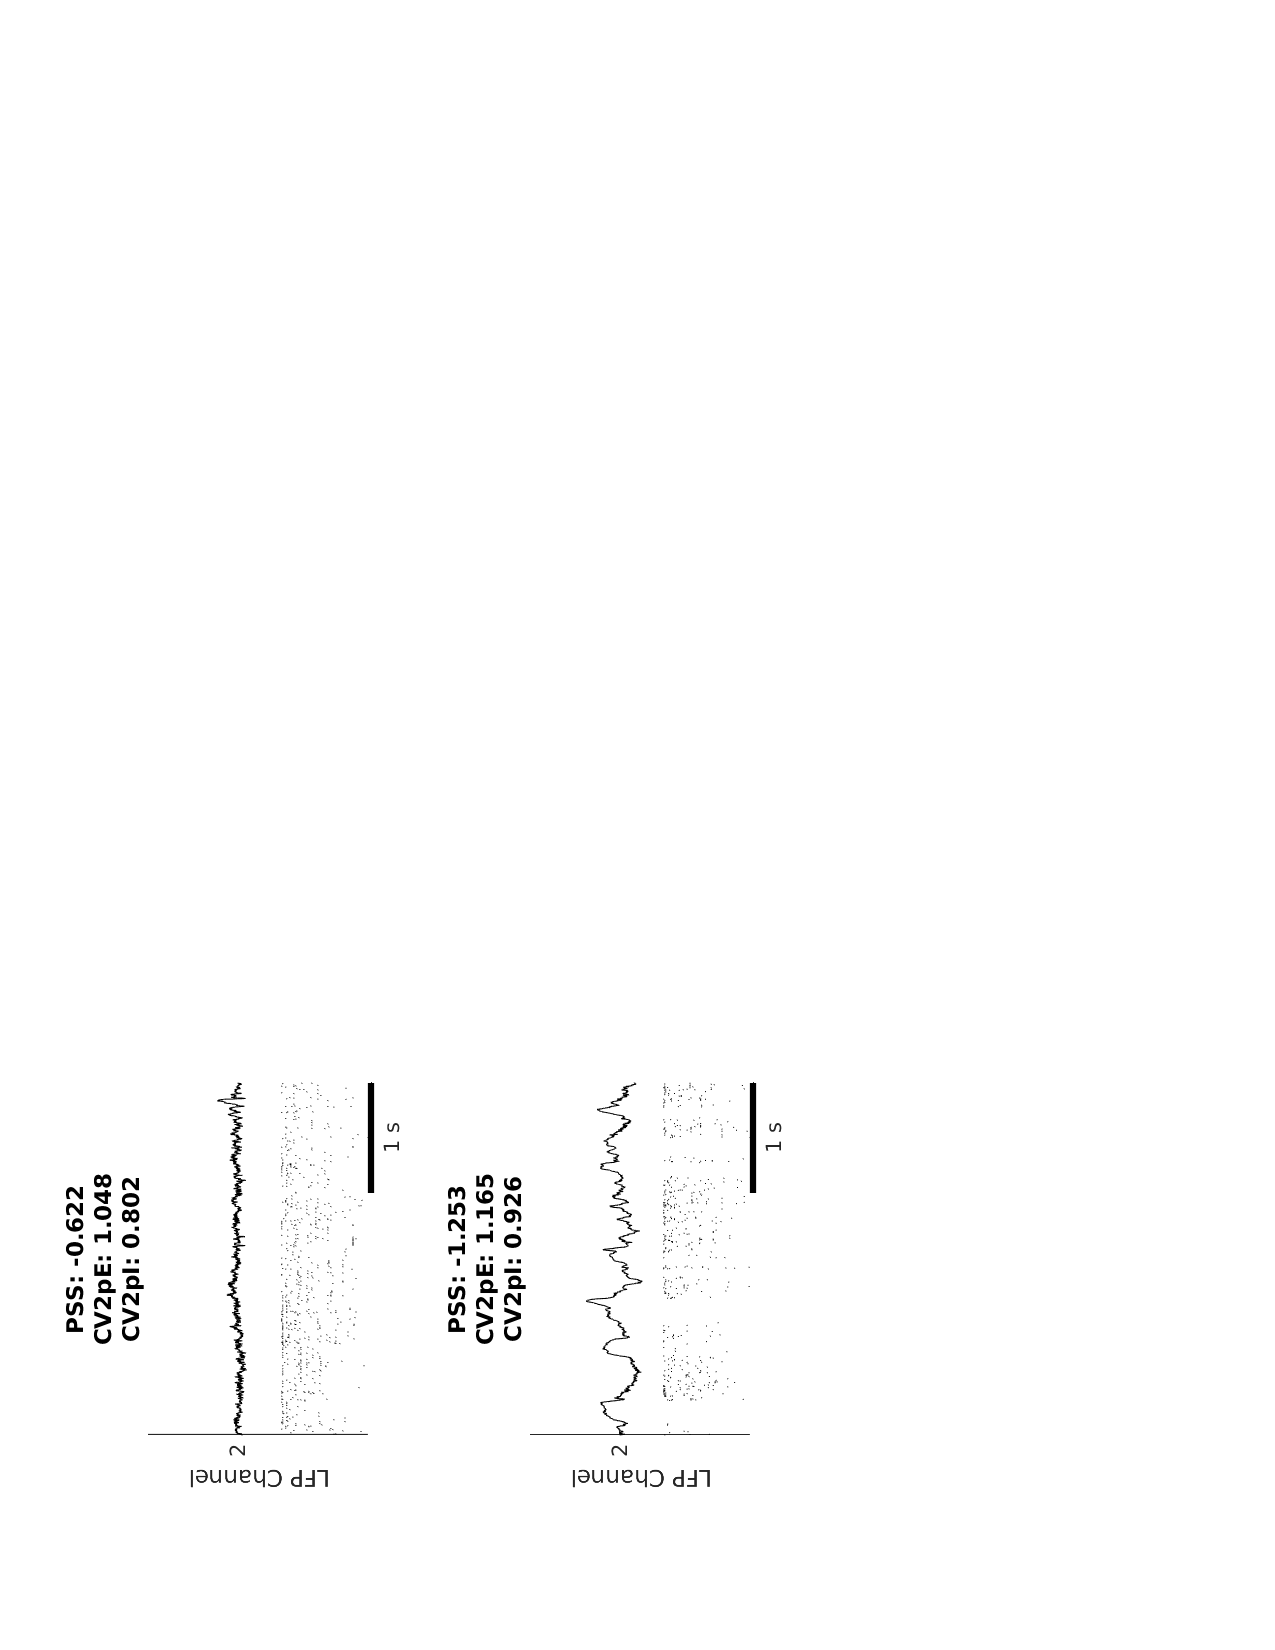 PSS: -0.622
CV2pE: 1.048
CV2pI: 0.802
LFP Channel
2
1 s
PSS: -1.253
CV2pE: 1.165
CV2pI: 0.926
LFP Channel
2
1 s